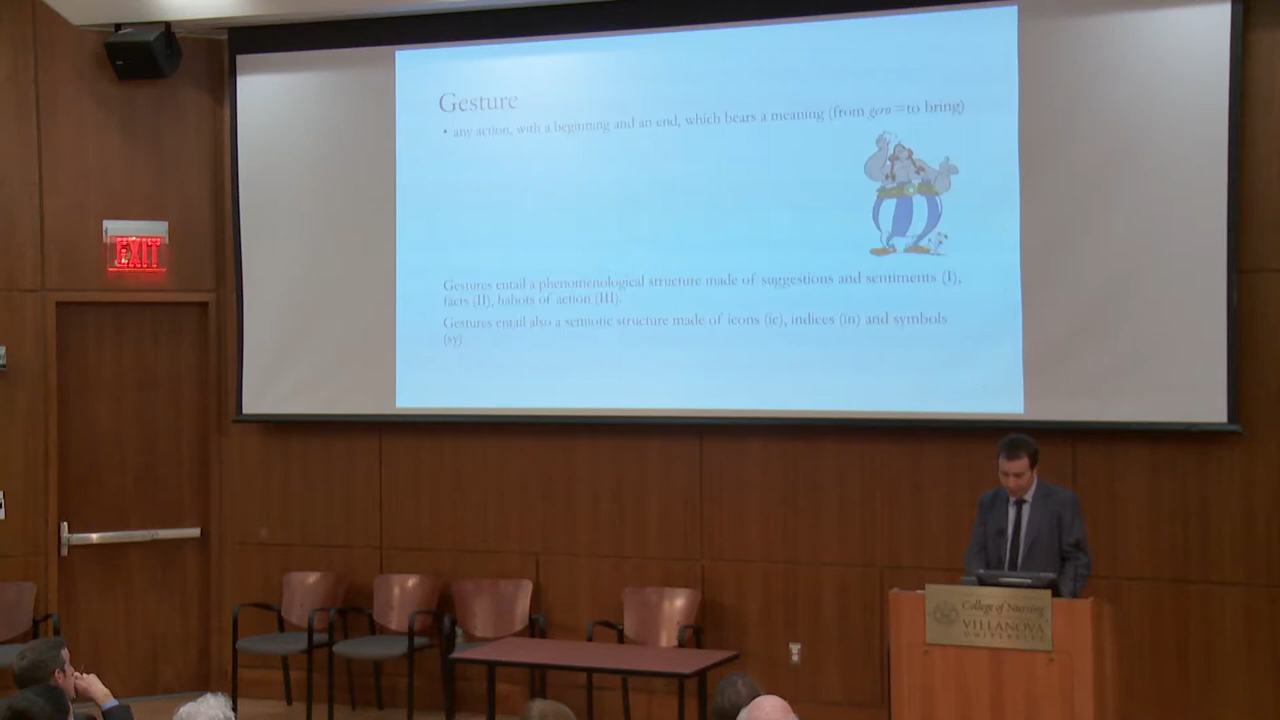 Gesture
• any action, with a beginning and an end, which bears a meaning (from gero =to bring)
Gestures entail a phenomenological structure made of suggestions and sentiments (I),
facts (II), habits of action (III).
Gestures entail also a semiotic structure made of icons (ic), indices (in) and symbols
(sy)
EXIT
College of Nursing
VILLANOVA
UNIVERSITY